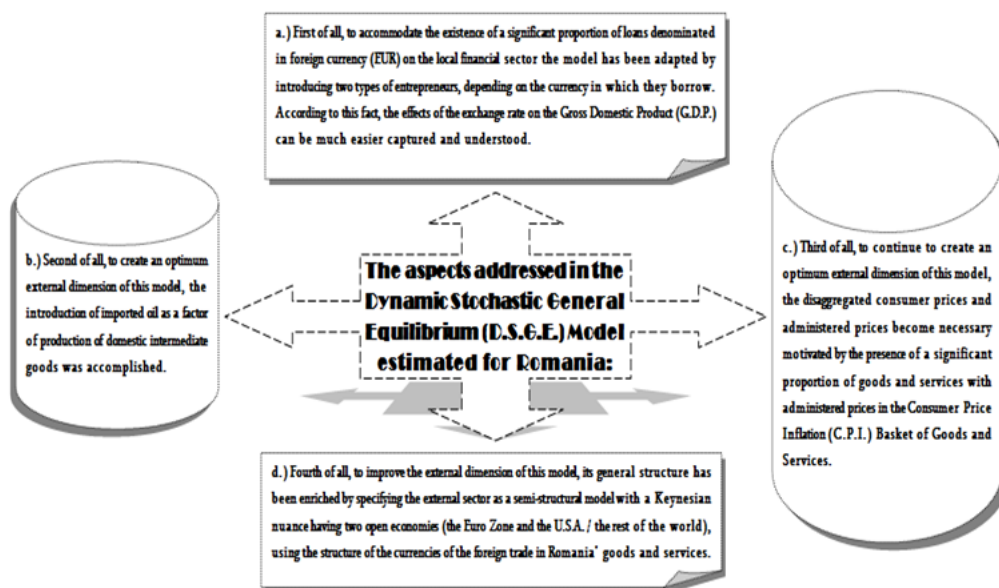 a.) First of all, to accommodate the existence of a significant proportion of loans denominated
in foreign currency (EUR) on the local financial sector the model has been adapted by
introducing two types of entrepreneurs, depending on the currency in which they borrow.
According to this fact, the effects of the exchange rate on the Gross Domestic Product (G.D.P.)
can be much easier captured and understood.
b.) Second of all, to create an optimum
external dimension of this model, the
introduction of imported oil as a factor
of production of domestic intermediate
goods was accomplished.
The aspects addressed in the
Dynamic Stochastic General
Equilibrium (D.S.G.E.) Model
estimated for Romania:
c.) Third of all, to continue to create an
optimum external dimension of this model,
the disaggregated consumer prices and
administered prices become necessary
motivated by the presence of a significant
proportion of goods and services with
administered prices in the Consumer Price
Inflation (C.P.I.) Basket of Goods and
Services.
d.) Fourth of all, to improve the external dimension of this model, its general structure has
been enriched by specifying the external sector as a semi-structural model with a Keynesian
nuance having two open economies (the Euro Zone and the U.S.A. / the rest of the world),
using the structure of the currencies of the foreign trade in Romania' goods and services.